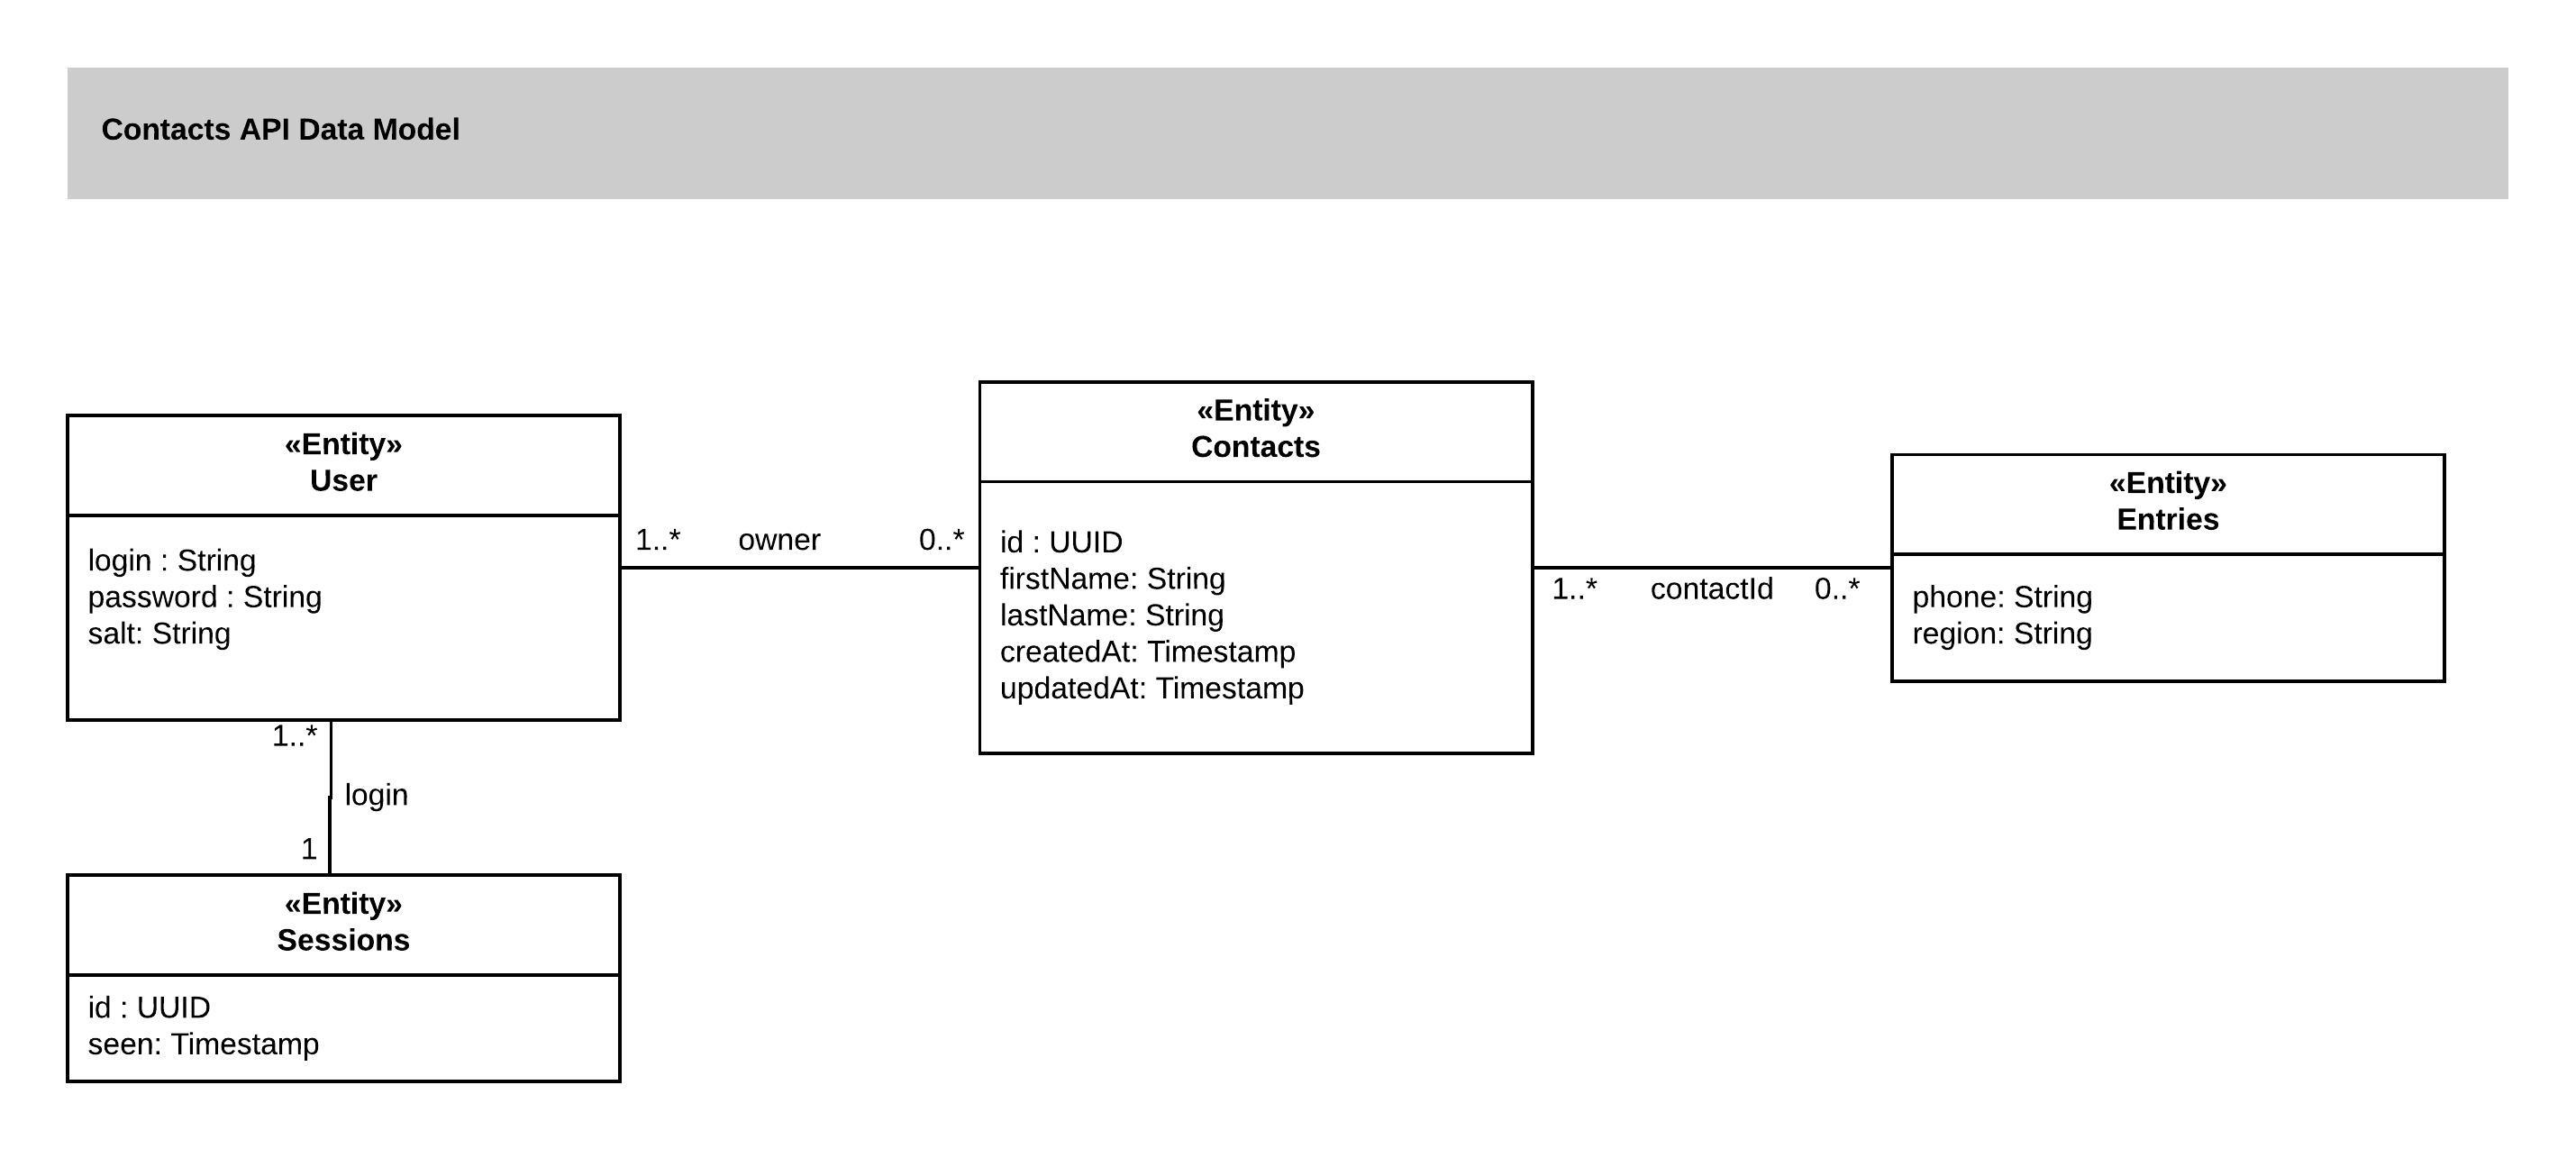 Contacts API Data Model
«Entity»
User
login : String
password : String
salt: String
1..* owner 0..*
«Entity»
Contacts
id : UUID
firstName: String
lastName: String
createdAt: Timestamp
updatedAt: Timestamp
1..* contactId 0..*
«Entity»
Entries
phone: String
region: String
1..*
login
1
«Entity»
Sessions
id : UUID
seen: Timestamp